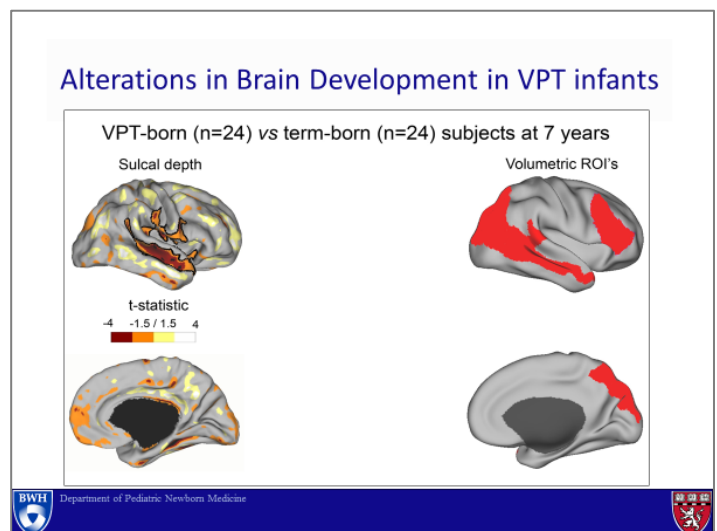 Alterations in Brain Development in VPT infants
VPT-born (n=24) vs term-born (n=24) subjects at 7 years
Sulcal depth
Volumetric ROI's
t-statistic
-4 -1.5 / 1.5 4
BWH
Department of Pediatric Newborn Medicine